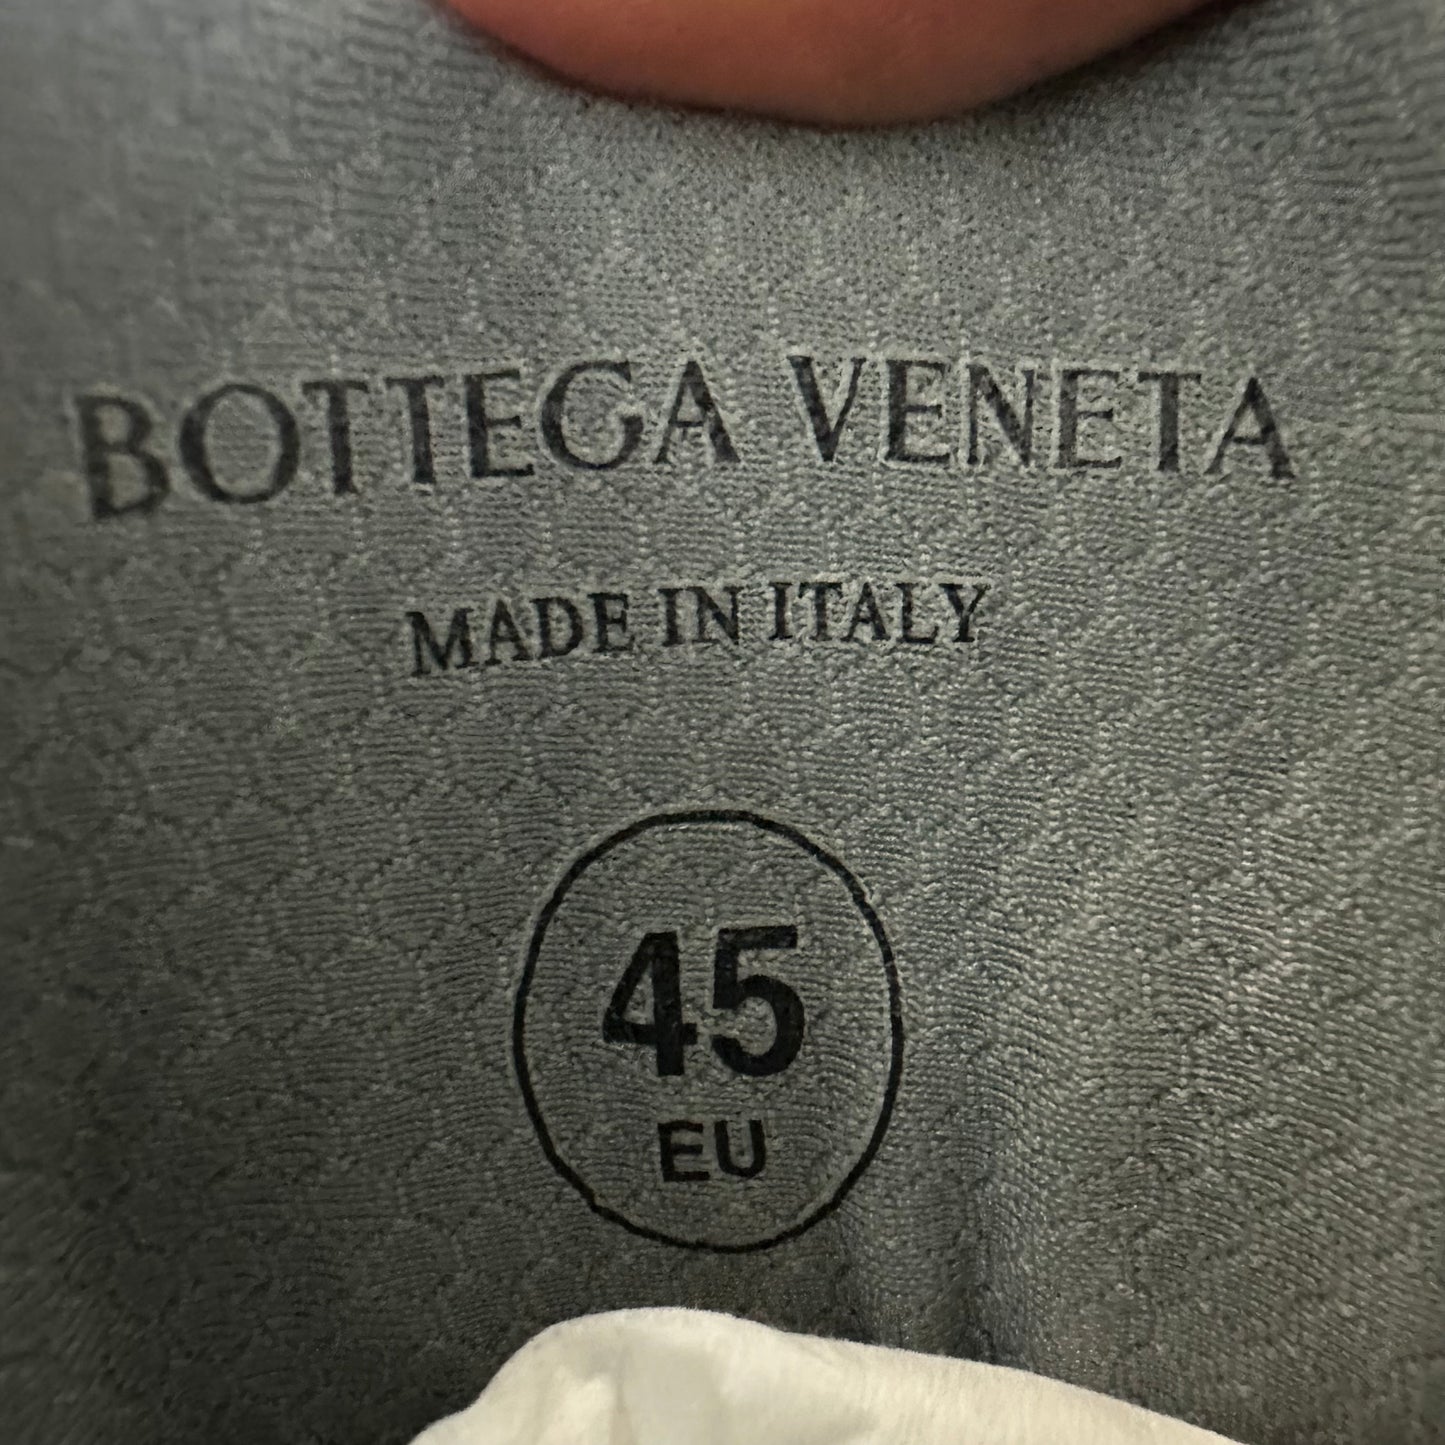 BOTTEGA VENETA
MADE IN ITALY
45
EU